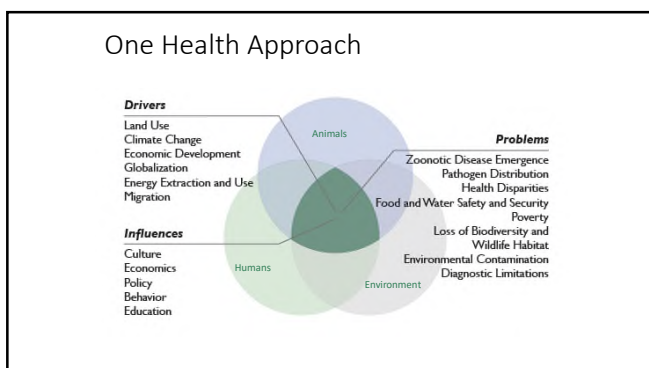 One Health Approach
Drivers
Land Use
Climate Change
Economic Development
Globalization
Energy Extraction and Use
Migration
Influences
Culture
Economics
Policy
Behavior
Education
Animals
Humans
Environment
Problems
Zoonotic Disease Emergence
Pathogen Distribution
Health Disparities
Food and Water Safety and Security
Poverty
Loss of Biodiversity and
Wildlife Habitat
Environmental Contamination
Diagnostic Limitations